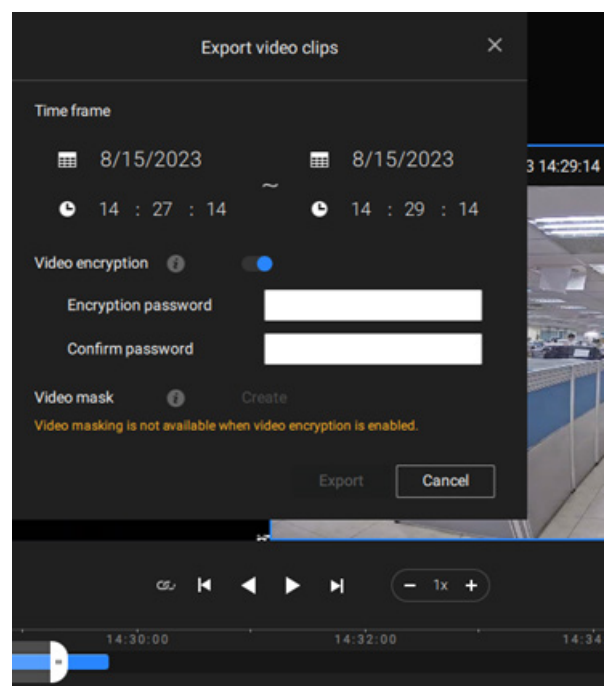 Export video clips
Time frame
8/15/2023
8/15/2023
~
3 14:29:14
14 : 27 : 14
14 : 29 : 14
Video encryption
Encryption password
Confirm password
Video mask
Create
Video masking is not available when video encryption is enabled.
Export
Cancel
1x
14:30:00
14:32:00
14:34